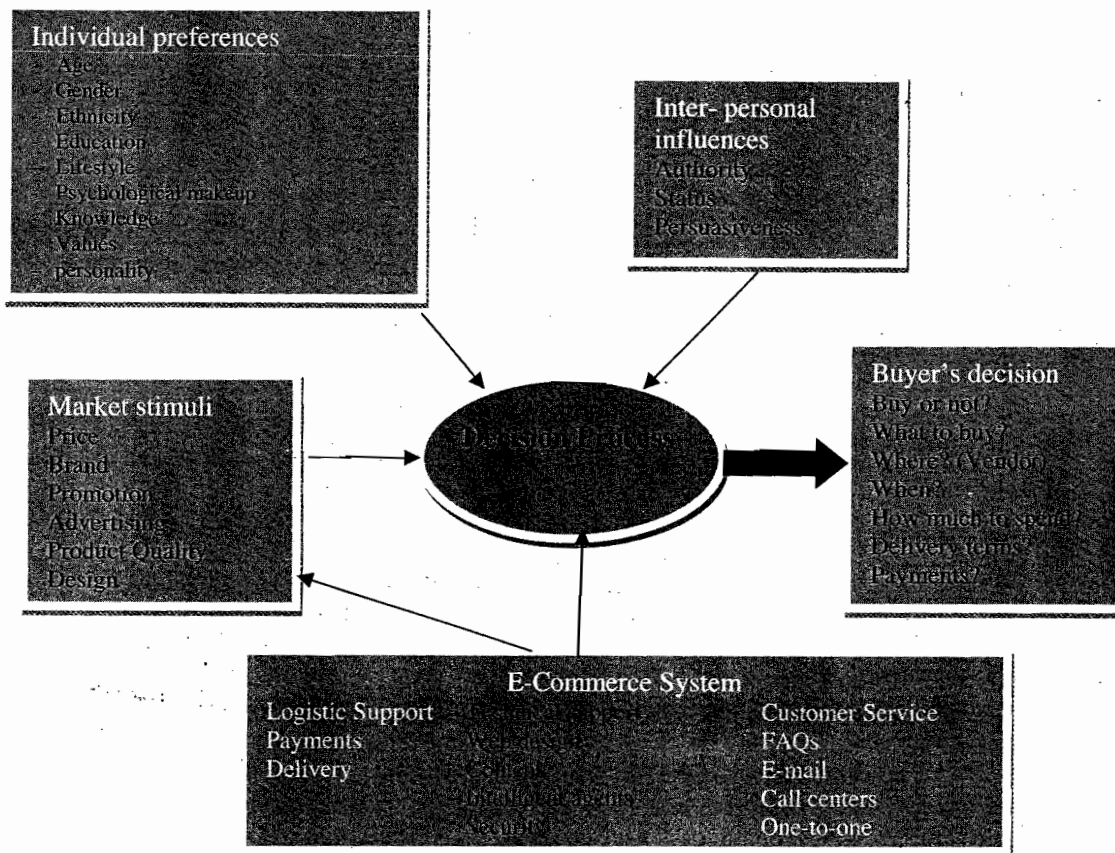 Individual preferences
Age
Gender
Ethnicity
Education
Lifestyle
Psychological makeup
Knowledge
Values
personality
Inter- personal
influences
Authority
Status
Persuasiveness
Market stimuli
Price
Brand
Promotion
Advertising
Product Quality
Design
Decision Process
Buyer's decision
Buy or not?
What to buy?
Where? (Vendor)
When?
How much to spend?
Delivery terms?
Payments?
E-Commerce System
Logistic Support
Payments
Delivery
agents
Security
Customer Service
FAQs
E-mail
Call centers
One-to-one